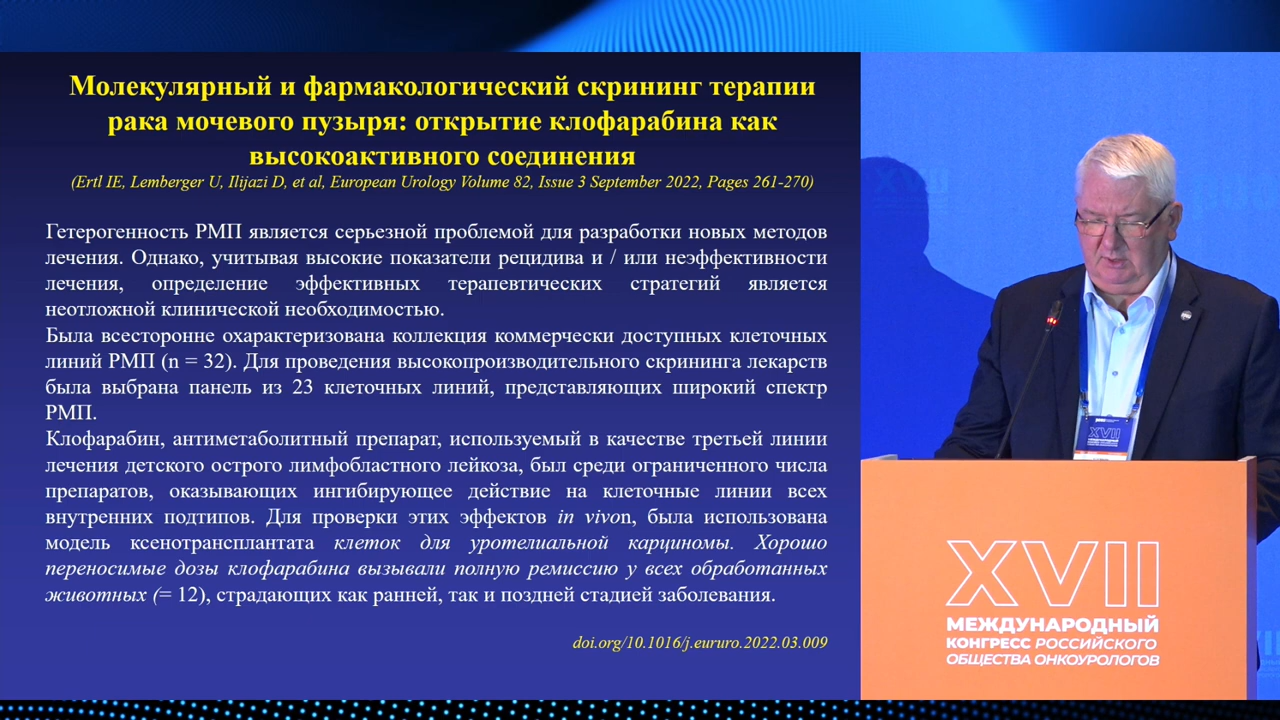 Молекулярный и фармакологический скрининг терапии
рака мочевого пузыря: открытие клофарабина как
высокоактивного соединения
(Ertl IE, Lemberger U, Ilijazi D, et al, European Urology Volume 82, Issue 3 September 2022, Pages 261-270)
Гетерогенность РМП является серьезной проблемой для разработки новых методов
лечения. Однако, учитывая высокие показатели рецидива и / или неэффективности
лечения, определение эффективных терапевтических стратегий является
неотложной клинической необходимостью.
Была всесторонне охарактеризована коллекция коммерчески доступных клеточных
линий РМП (n = 32). Для проведения высокопроизводительного скрининга лекарств
была выбрана панель из 23 клеточных линий, представляющих широкий спектр
РМП.
Клофарабин, антиметаболитный препарат, используемый в качестве третьей линии
лечения детского острого лимфобластного лейкоза, был среди ограниченного числа
препаратов, оказывающих ингибирующее действие на клеточные линии всех
внутренних подтипов. Для проверки этих эффектов in vivoп, была использована
модель ксенотрансплантата клеток для уротелиальной карциномы. Хорошо
переносимые дозы клофарабина вызывали полную ремиссию у всех обработанных
животных (= 12), страдающих как ранней, так и поздней стадией заболевания.
doi.org/10.1016/j.eururo.2022.03.009
XVII
XVII
МЕЖДУНАРОДНЫЙ
КОНГРЕСС РОССИЙСКОГО
ОБЩЕСТВА ОНКОУРОЛОГОВ